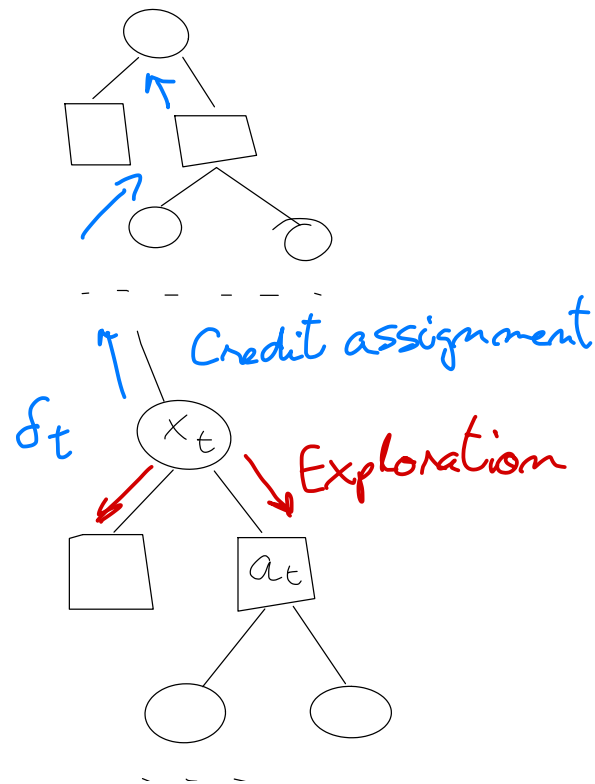 Credit assignment
δt
xt
Exploration
at